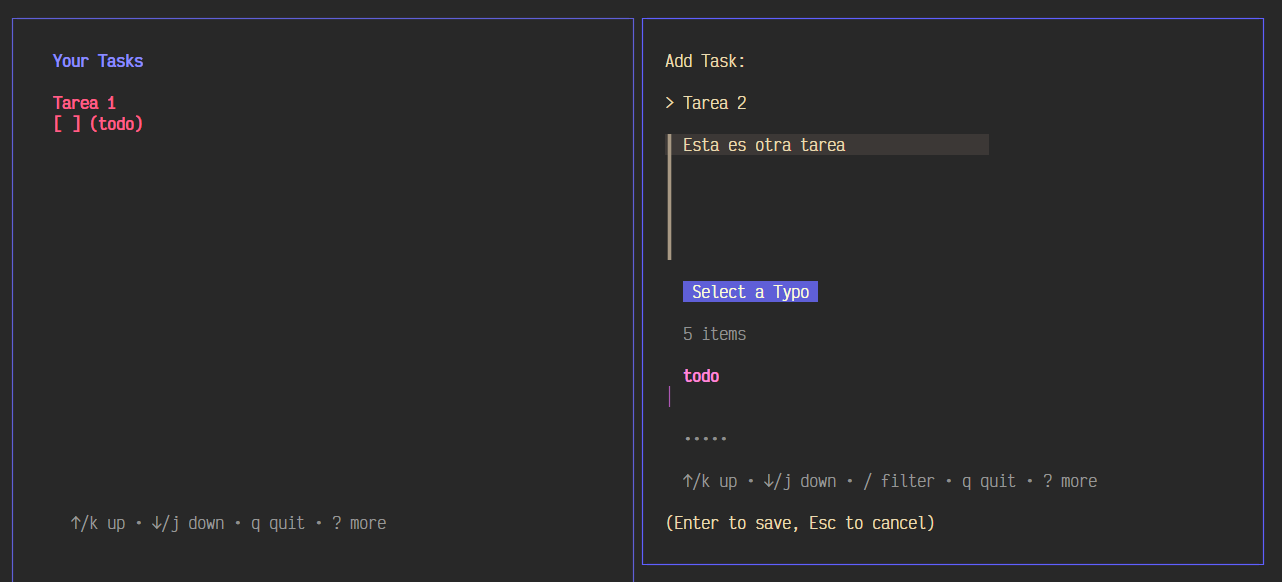 Your Tasks
Tarea 1
[ ] (todo)
↑/k up • ↓/j down • q quit • ? more
Add Task:
> Tarea 2
Esta es otra tarea
Select a Typo
5 items
todo
•••••
↑/k up • ↓/j down • / filter • q quit • ? more
(Enter to save, Esc to cancel)